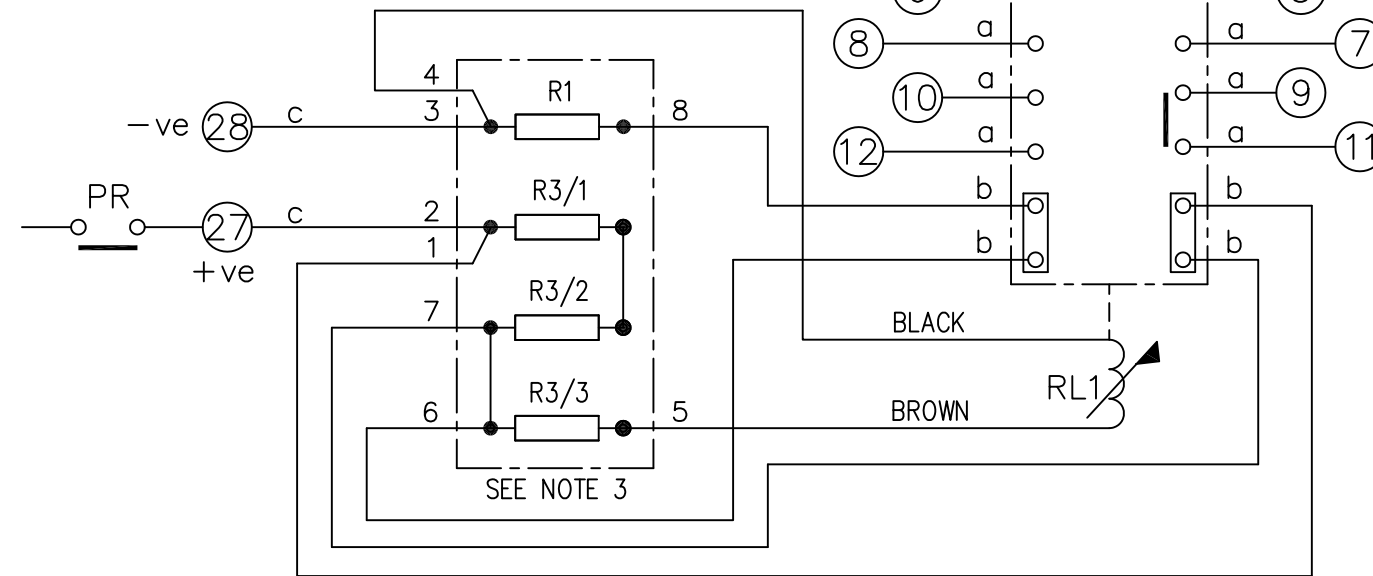 8 a a 7
4 a
R1 10 a 9
-ve 28 c 3 8
12 a a 11
R3/1 b b
PR
27 c 2
1 b b
+ve
R3/2
7
BLACK
R3/3 RL1
6 5 BROWN
SEE NOTE 3